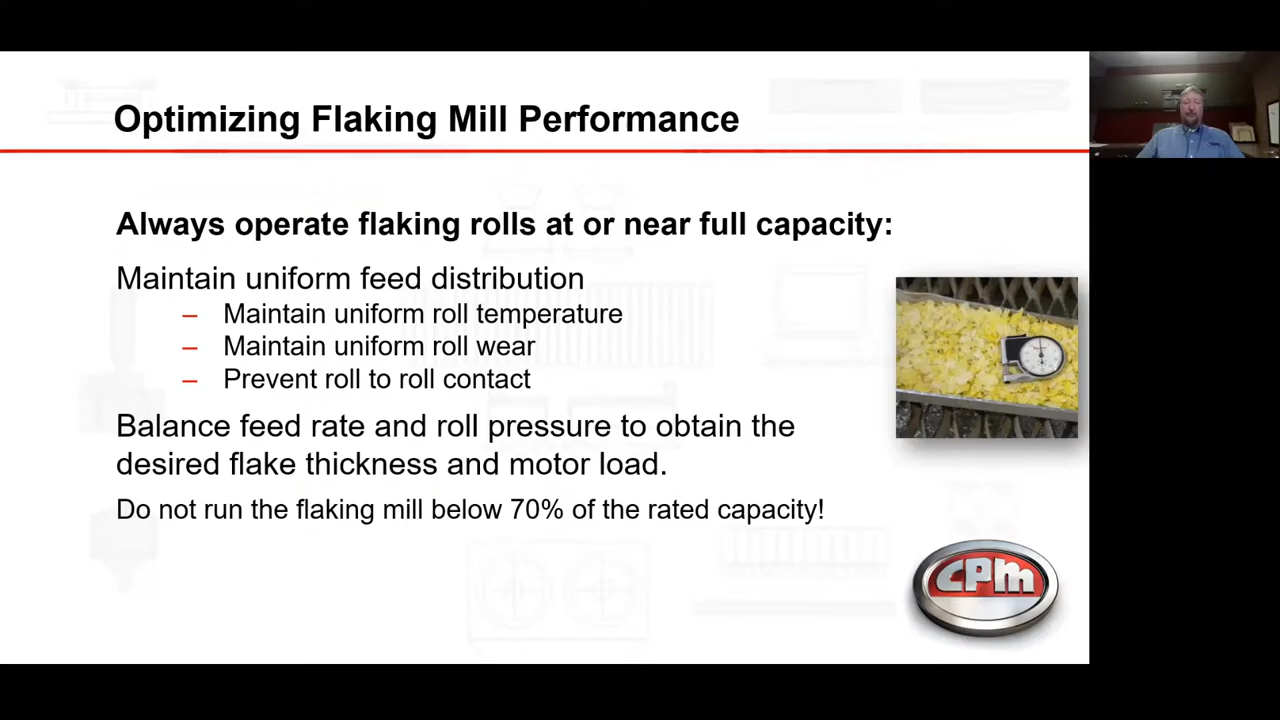 Optimizing Flaking Mill Performance
Always operate flaking rolls at or near full capacity:
Maintain uniform feed distribution
– Maintain uniform roll temperature
– Maintain uniform roll wear
– Prevent roll to roll contact
Balance feed rate and roll pressure to obtain the
desired flake thickness and motor load.
Do not run the flaking mill below 70% of the rated capacity!
CPM